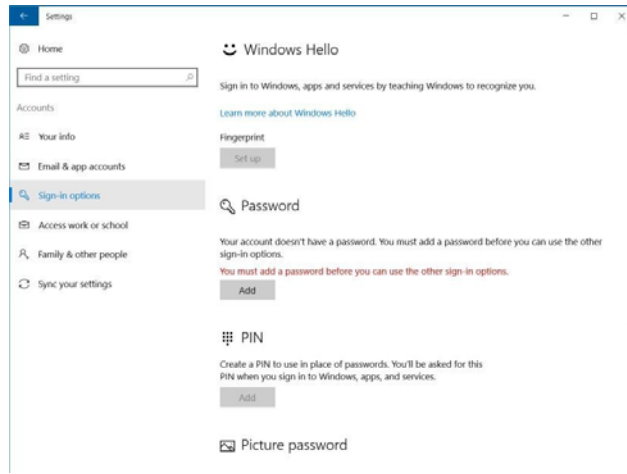 Settings
Home
Find a setting
Accounts
Your info
Email & app accounts
Sign-in options
Access work or school
Family & other people
Sync your settings
Windows Hello
Sign in to Windows, apps and services by teaching Windows to recognize you.
Learn more about Windows Hello
Fingerprint
Set up
Password
Your account doesn't have a password. You must add a password before you can use the other
sign-in options.
You must add a password before you can use the other sign-in options.
Add
PIN
Create a PIN to use in place of passwords. You'll be asked for this
PIN when you sign in to Windows, apps, and services.
Add
Picture password